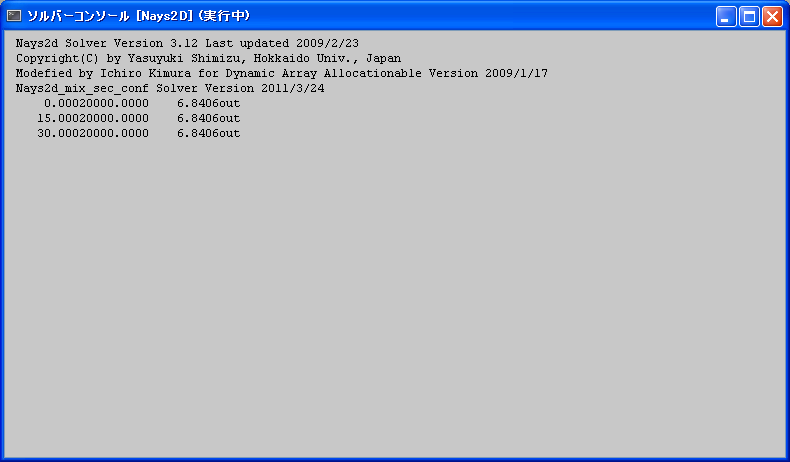 ソルバーコンソール [Nays2D] (実行中)
Nays2d Solver Version 3.12 Last updated 2009/2/23
Copyright(C) by Yasuyuki Shimizu, Hokkaido Univ., Japan
Modefied by Ichiro Kimura for Dynamic Array Allocationable Version 2009/1/17
Nays2d_mix_sec_conf Solver Version 2011/3/24
0.00020000.0000    6.8406out
15.00020000.0000    6.8406out
30.00020000.0000    6.8406out